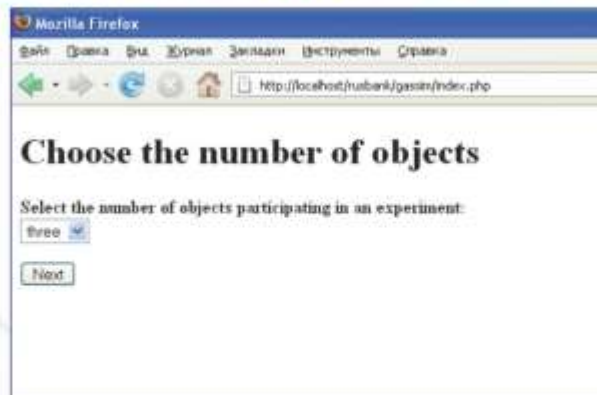 Mozilla Firefox
Файл Правка Вид Журнал Закладки Инструменты Справка
http://localhost/rusbank/gassim/index.php
Choose the number of objects
Select the number of objects participating in an experiment:
three
Next